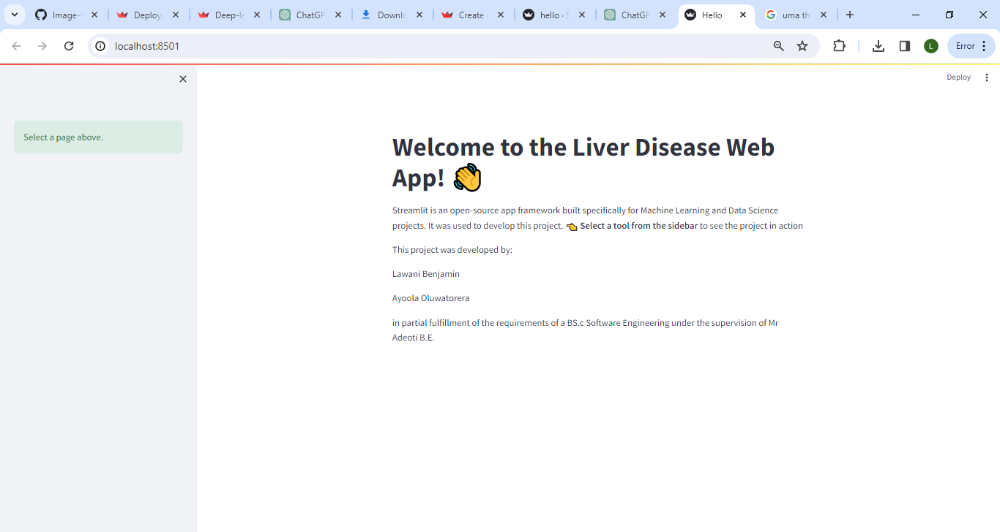 Image-
Deployi
Deep-le
ChatGP
Downlo
Create a
hello · S
ChatGP
Hello
uma th
localhost:8501
L
Error
Deploy
Select a page above.
Welcome to the Liver Disease Web
App! 👋
Streamlit is an open-source app framework built specifically for Machine Learning and Data Science
projects. It was used to develop this project. 👈 Select a tool from the sidebar to see the project in action
This project was developed by:
Lawani Benjamin
Ayoola Oluwatorera
in partial fulfillment of the requirements of a BS.c Software Engineering under the supervision of Mr
Adeoti B.E.